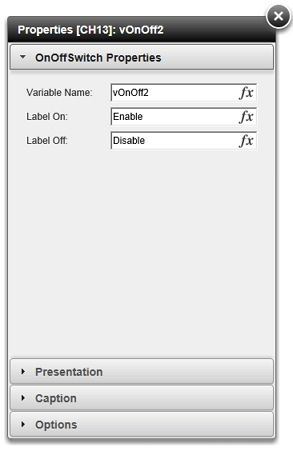 Properties [CH13]: vOnOff2
OnOffSwitch Properties
Variable Name: vOnOff2 fx
Label On: Enable fx
Label Off: Disable fx
Presentation
Caption
Options